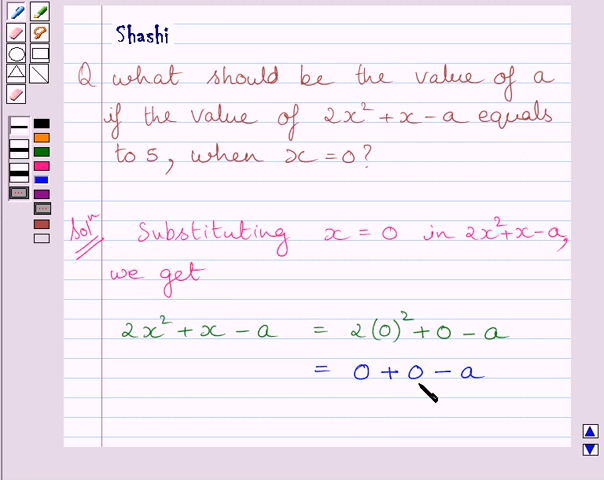 Shashi
Q what should be the value of a
if the value of 2x² + x - a equals
to 5, when x = 0?
Solⁿ Substituting x = 0 in 2x²+x-a,
we get
2x² + x - a = 2(0)² + 0 - a
= 0 + 0 - a